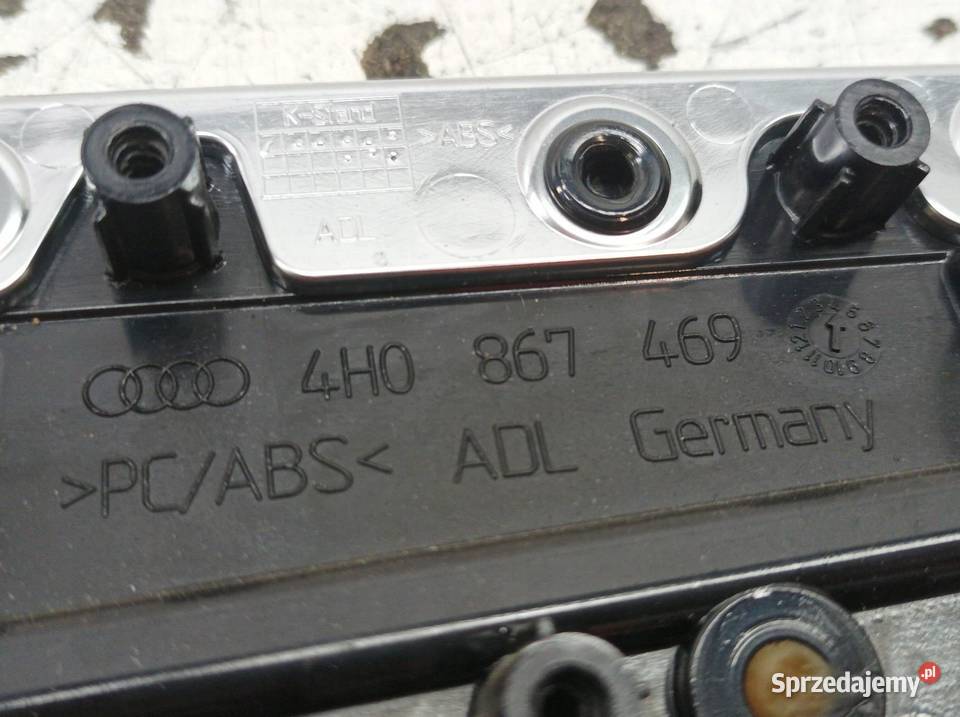 K-Stand
>ABS<
ADL
4H0 867 469
>PC/ABS< ADL Germany
Sprzedajemy.pl